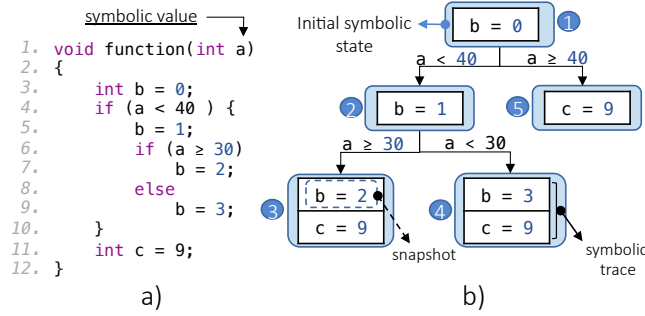 symbolic value
1. void function(int a)
2. {
3. int b = 0;
4. if (a < 40 ) {
5. b = 1;
6. if (a ≥ 30)
7. b = 2;
8. else
9. b = 3;
10. }
11. int c = 9;
12. }
a)
Initial symbolic
state
b = 0
1
a < 40
a ≥ 40
2
b = 1
5
c = 9
a ≥ 30
a < 30
3
b = 2
c = 9
4
b = 3
c = 9
snapshot
symbolic
trace
b)